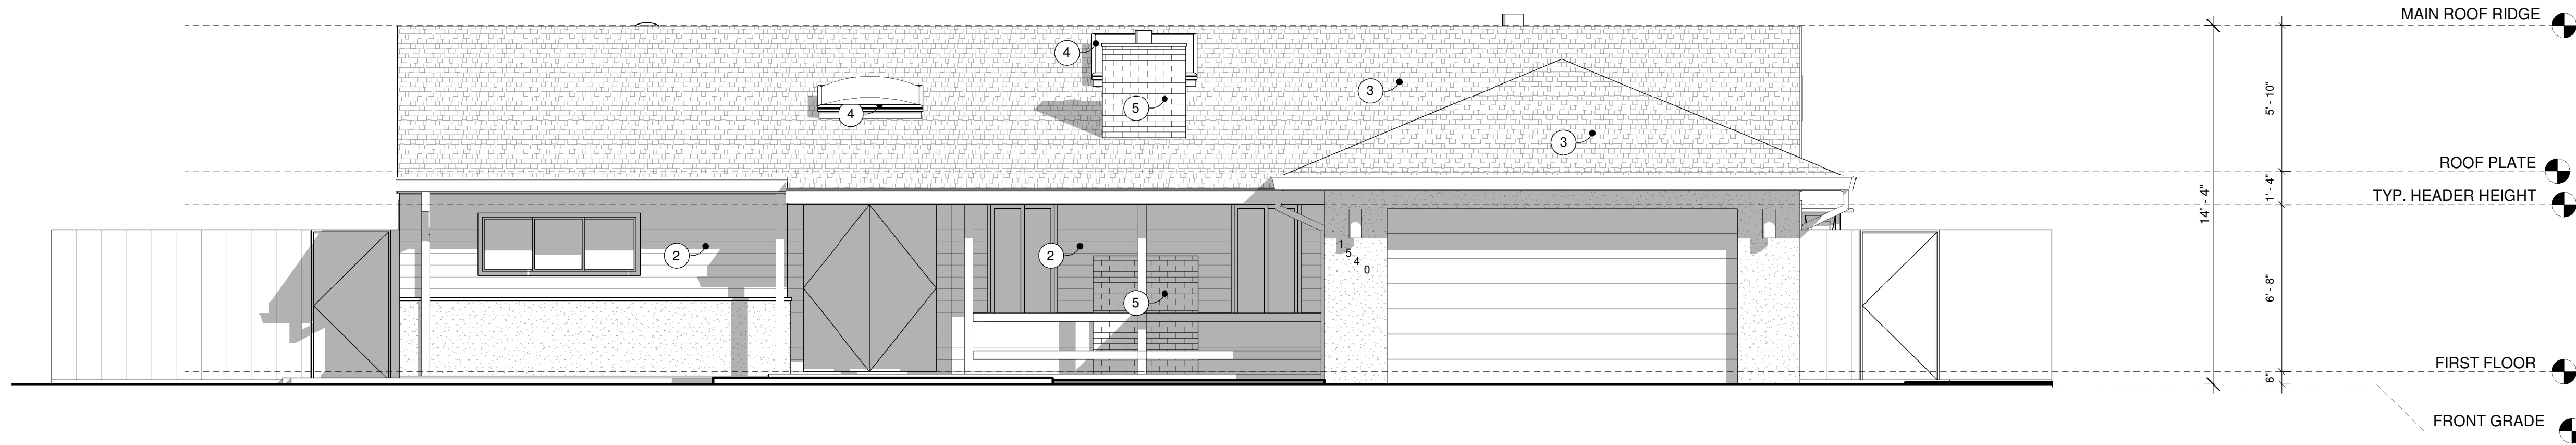 MAIN ROOF RIDGE
4
4
3
5
5' - 10"
3
ROOF PLATE
1' - 4"
TYP. HEADER HEIGHT
14' - 4"
2
2
1
5
4
0
5
6' - 8"
FIRST FLOOR
6"
FRONT GRADE